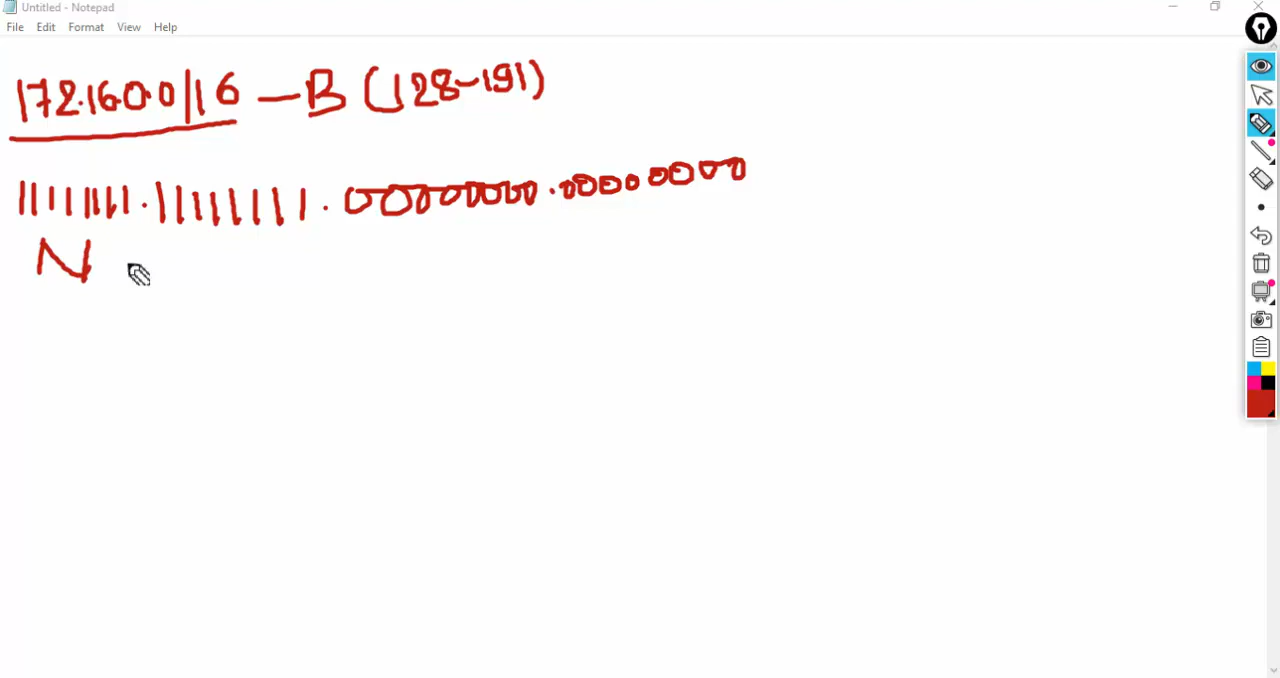 Untitled - Notepad
File Edit Format View Help
172.16.0.0|16 — B (128-191)
11111111.11111111.00000000.00000000
N